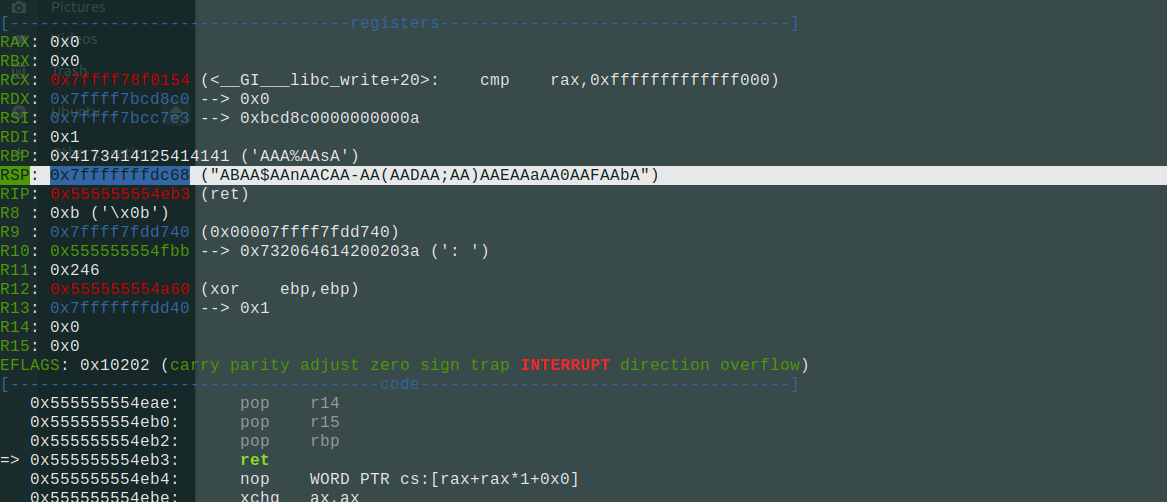 Pictures
[----------------------------------registers-----------------------------------]
RAX: 0x0
RBX: 0x0
RCX: 0x7ffff78f0154 (<__GI___libc_write+20>:    cmp    rax,0xfffffffffffff000)
RDX: 0x7ffff7bcd8c0 --> 0x0
RSI: 0x7ffff7bcc7e3 --> 0xbcd8c0000000000a
RDI: 0x1
RBP: 0x4173414125414141 ('AAA%AAsA')
RSP: 0x7fffffffdc68 ("ABAA$AAnAACAA-AA(AADAA;AA)AAEAAaAA0AAFAAbA")
RIP: 0x555555554eb3 (ret)
R8 : 0xb ('\x0b')
R9 : 0x7ffff7fdd740 (0x00007ffff7fdd740)
R10: 0x555555554fbb --> 0x732064614200203a (': ')
R11: 0x246
R12: 0x555555554a60 (xor    ebp,ebp)
R13: 0x7fffffffdd40 --> 0x1
R14: 0x0
R15: 0x0
EFLAGS: 0x10202 (carry parity adjust zero sign trap INTERRUPT direction overflow)
[-------------------------------------code-------------------------------------]
   0x555555554eae:      pop    r14
   0x555555554eb0:      pop    r15
   0x555555554eb2:      pop    rbp
=> 0x555555554eb3:      ret
   0x555555554eb4:      nop    WORD PTR cs:[rax+rax*1+0x0]
   0x555555554ebe:      xchg   ax,ax